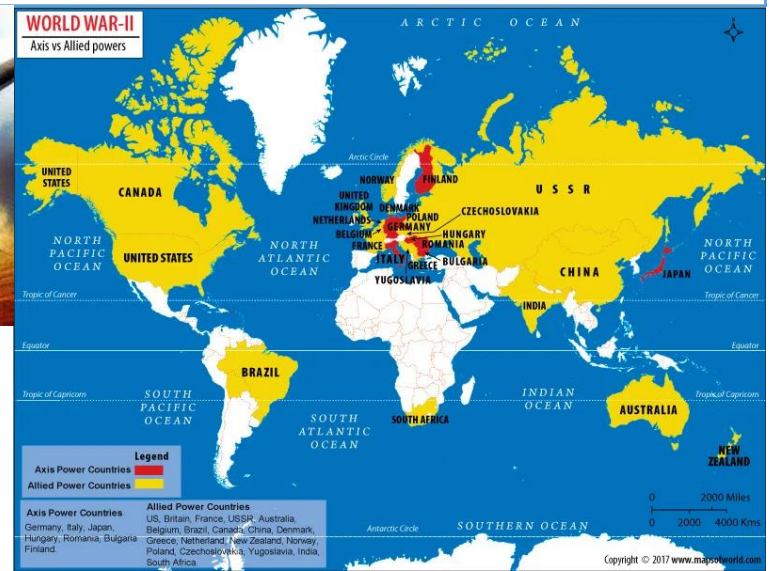 WORLD WAR-II
Axis vs Allied powers
ARCTIC OCEAN
Arctic Circle
UNITED
STATES
CANADA
NORWAY
FINLAND
U S S R
UNITED
KINGDOM
DENMARK
NETHERLANDS
POLAND
CZECHOSLOVAKIA
GERMANY
BELGIUM
HUNGARY
FRANCE
ROMANIA
NORTH
PACIFIC
OCEAN
UNITED STATES
NORTH
ATLANTIC
OCEAN
ITALY
GREECE
BULGARIA
YUGOSLAVIA
CHINA
JAPAN
NORTH
PACIFIC
OCEAN
Tropic of Cancer
Tropic of Cancer
INDIA
Equator
Equator
BRAZIL
Tropic of Capricorn
Tropic of Capricorn
SOUTH
PACIFIC
OCEAN
SOUTH
ATLANTIC
OCEAN
SOUTH AFRICA
INDIAN
OCEAN
AUSTRALIA
NEW
ZEALAND
Legend
Axis Power Countries
Allied Power Countries
Axis Power Countries
Germany, Italy, Japan,
Hungary, Romania, Bulgaria
Finland.
Allied Power Countries
US, Britain, France, USSR, Australia,
Belgium, Brazil, Canada, China, Denmark,
Greece, Netherland, New Zealand, Norway,
Poland, Czechoslovakia, Yugoslavia, India,
South Africa
Antarctic Circle
SOUTHERN OCEAN
0 2000 Miles
0 2000 4000 Kms
Copyright © 2017 www.mapsofworld.com